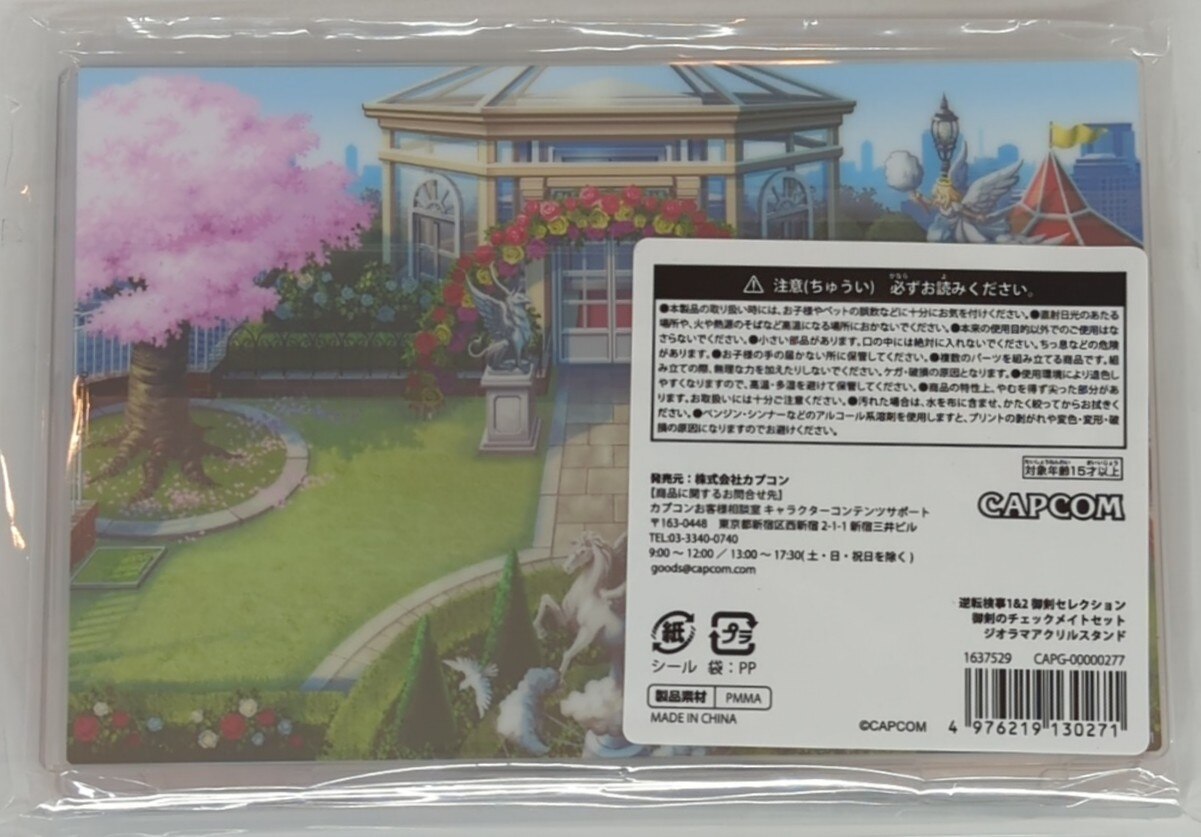 ⚠ 注意(ちゅうい) 必ずお読みください。
かなら よ
●本製品の取り扱い時には、お子様やペットの誤飲などに十分にお気を付けください。●直射日光のあたる
場所や、火や熱源のそばなど高温になる場所におかないでください。●本来の使用目的以外でのご使用はな
さらないでください。●小さい部品があります。口の中には絶対に入れないでください。ちっ息などの危険
があります。●お子様の手の届かない所に保管してください。●複数のパーツを組み立てる商品です。組
み立ての際、無理な力を加えたりしないでください。ケガ・破損の原因となります。●使用環境により退色し
やすくなりますので、高温・多湿を避けて保管してください。●商品の特性上、やむを得ず尖った部分があ
ります。お取扱いには十分ご注意ください。●汚れた場合は、水を布に含ませ、かたく絞ってからお拭きく
ださい。●ベンジン・シンナーなどのアルコール系溶剤を使用しますと、プリントの剥がれや変色・変形・破
損の原因になりますのでお避けください。
たいしょうねんれい さいいじょう
対象年齢15才以上
発売元：株式会社カプコン
【商品に関するお問合せ先】
カプコンお客様相談室 キャラクターコンテンツサポート
〒163-0448 東京都新宿区西新宿 2-1-1 新宿三井ビル
TEL:03-3340-0740
9:00 ～ 12:00 ／ 13:00 ～ 17:30( 土・日・祝日を除く )
goods@capcom.com
CAPCOM
逆転検事1&2 御剣セレクション
御剣のチェックメイトセット
ジオラマアクリルスタンド
1637529 CAPG-00000277
紙 プラ
シール 袋：PP
製品素材 PMMA
MADE IN CHINA
©CAPCOM
4 976219 130271